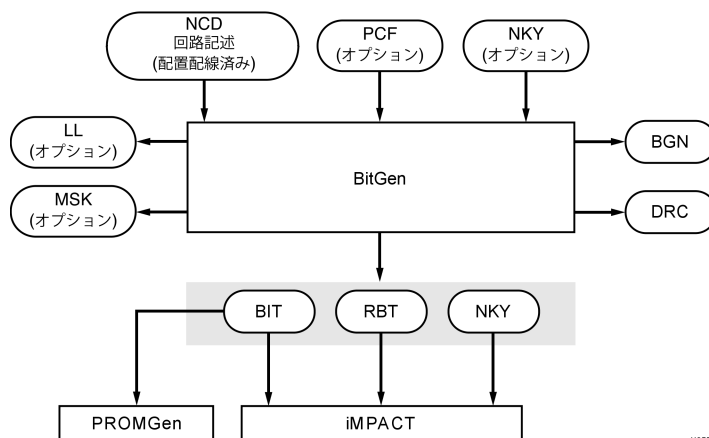 NCD
回路記述
(配置配線済み)
PCF
(オプション)
NKY
(オプション)
LL
(オプション)
MSK
(オプション)
BitGen
BGN
DRC
BIT
RBT
NKY
PROMGen
iMPACT